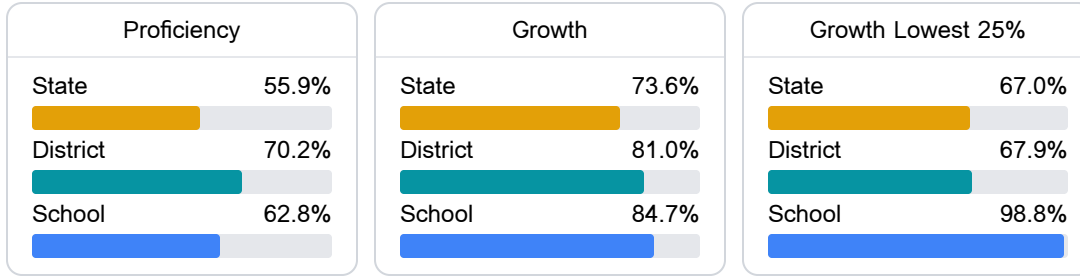 Proficiency
State 55.9%
District 70.2%
School 62.8%
Growth
State 73.6%
District 81.0%
School 84.7%
Growth Lowest 25%
State 67.0%
District 67.9%
School 98.8%